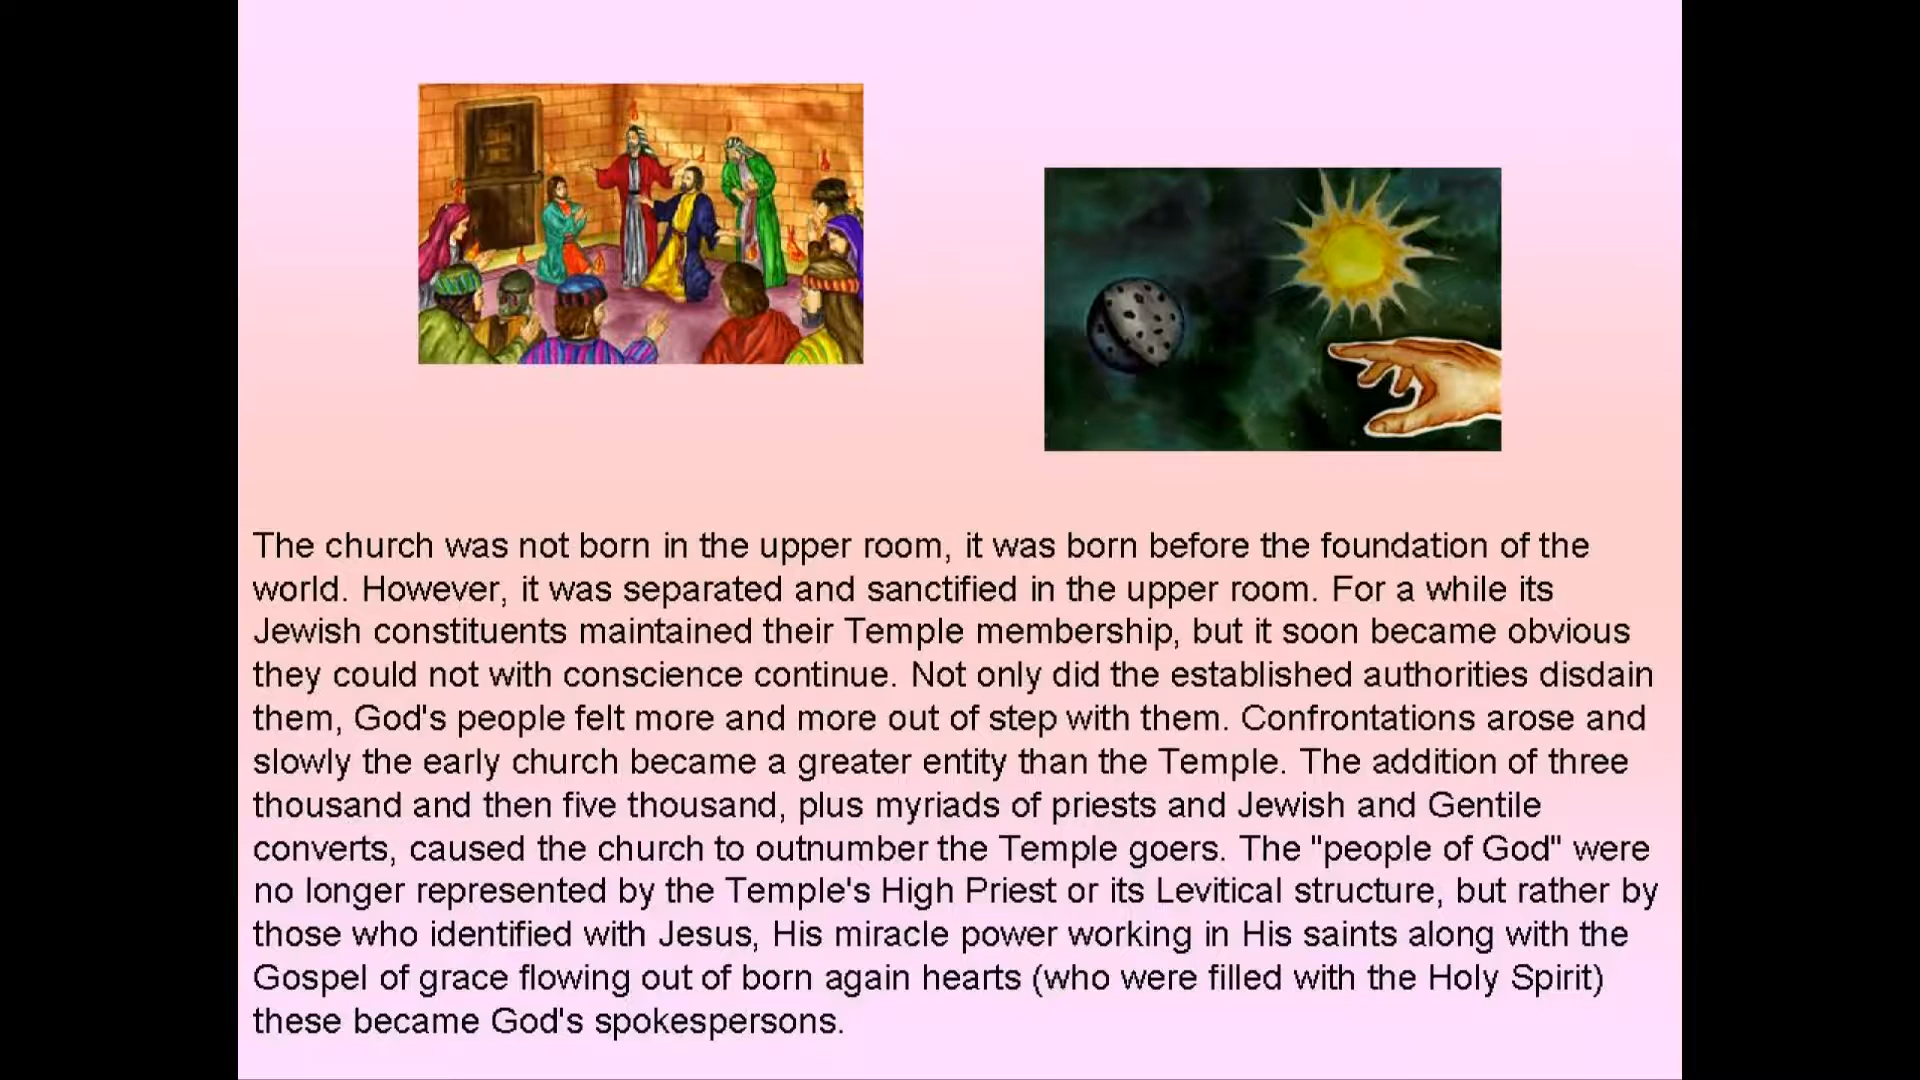 The church was not born in the upper room, it was born before the foundation of the
world. However, it was separated and sanctified in the upper room. For a while its
Jewish constituents maintained their Temple membership, but it soon became obvious
they could not with conscience continue. Not only did the established authorities disdain
them, God's people felt more and more out of step with them. Confrontations arose and
slowly the early church became a greater entity than the Temple. The addition of three
thousand and then five thousand, plus myriads of priests and Jewish and Gentile
converts, caused the church to outnumber the Temple goers. The "people of God" were
no longer represented by the Temple's High Priest or its Levitical structure, but rather by
those who identified with Jesus, His miracle power working in His saints along with the
Gospel of grace flowing out of born again hearts (who were filled with the Holy Spirit)
these became God's spokespersons.